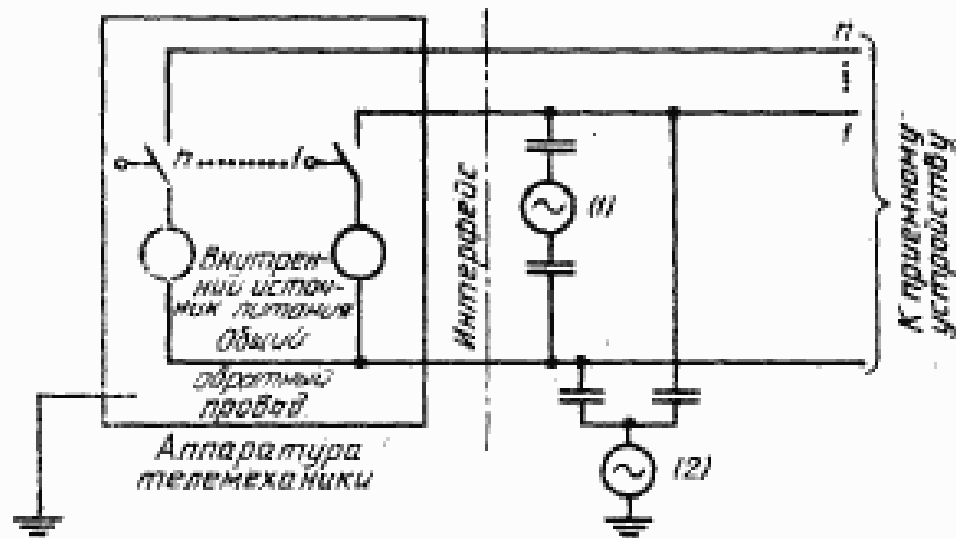 n
1
n
1
Интерфейс
(1)
К приемному
устройству
Внутрен-
ний источ-
ник питания
Общий
обратный
провод
Аппаратура
телемеханики
(2)